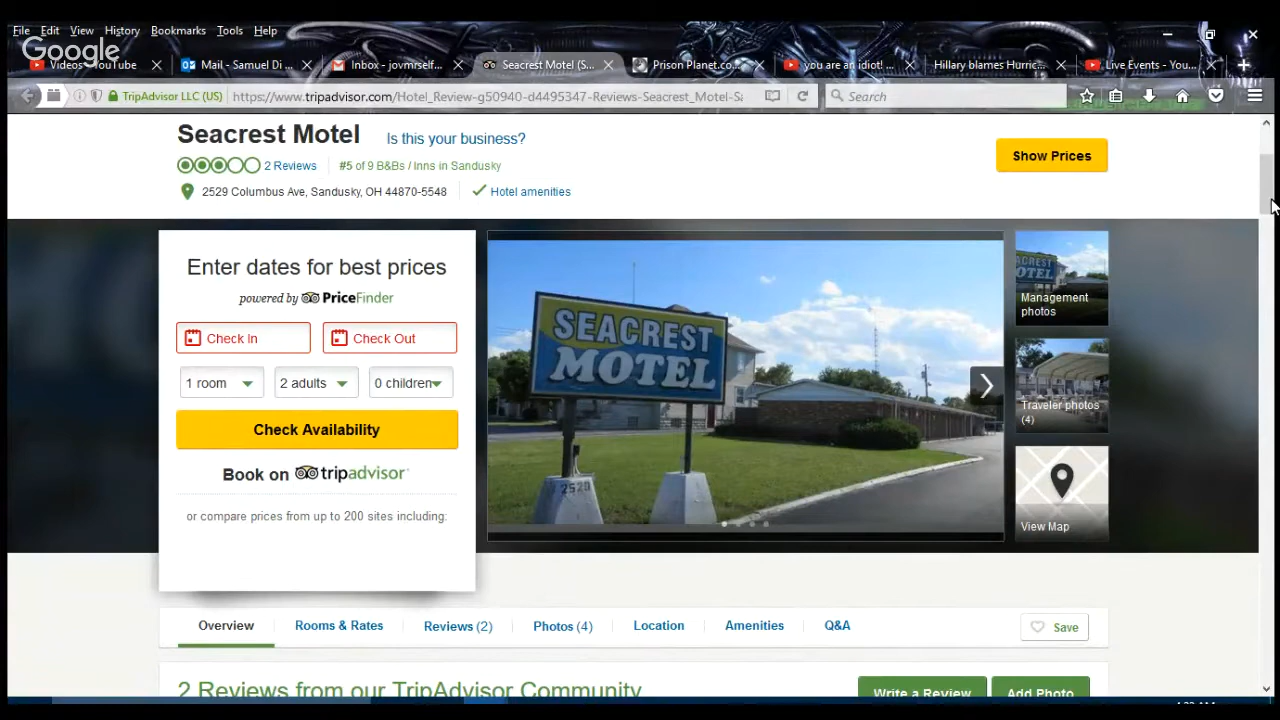 File Edit View History Bookmarks Tools Help
Google
Videos - YouTube Mail - Samuel Di ... Inbox - jovmrself... Seacrest Motel (S... Prison Planet.co... you are an idiot! ... Hillary blames Hurric... Live Events - You...
TripAdvisor LLC (US) https://www.tripadvisor.com/Hotel_Review-g50940-d4495347-Reviews-Seacrest_Motel-Sa Search
Seacrest Motel Is this your business?
2 Reviews #5 of 9 B&Bs / Inns in Sandusky
Show Prices
2529 Columbus Ave, Sandusky, OH 44870-5548 Hotel amenities
Enter dates for best prices
powered by PriceFinder
Check In Check Out
1 room 2 adults 0 children
Check Availability
Book on tripadvisor
or compare prices from up to 200 sites including:
SEACREST
MOTEL
2529
Management
photos
Traveler photos
(4)
View Map
Overview Rooms & Rates Reviews (2) Photos (4) Location Amenities Q&A Save
2 Reviews from our TripAdvisor Community
Write a Review Add Photo